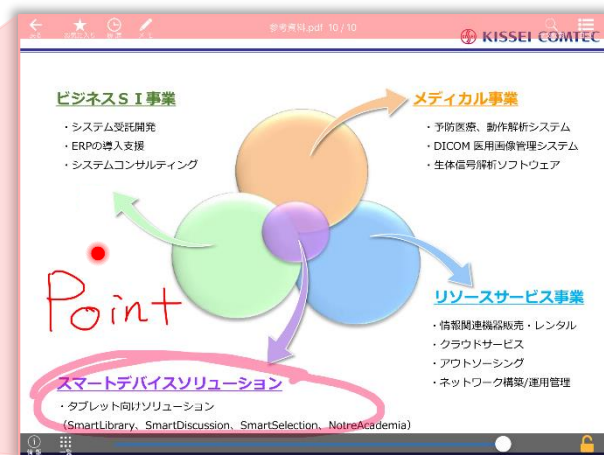 参考資料.pdf 10 / 10
KISSEI COMTEC
ビジネスＳＩ事業
・システム受託開発
・ERPの導入支援
・システムコンサルティング
メディカル事業
・予防医療、動作解析システム
・DICOM 医用画像管理システム
・生体信号解析ソフトウェア
Point
リソースサービス事業
・情報関連機器販売・レンタル
・クラウドサービス
・アウトソーシング
・ネットワーク構築/運用管理
スマートデバイスソリューション
・タブレット向けソリューション
（SmartLibrary、SmartDiscussion、SmartSelection、NotreAcademia）